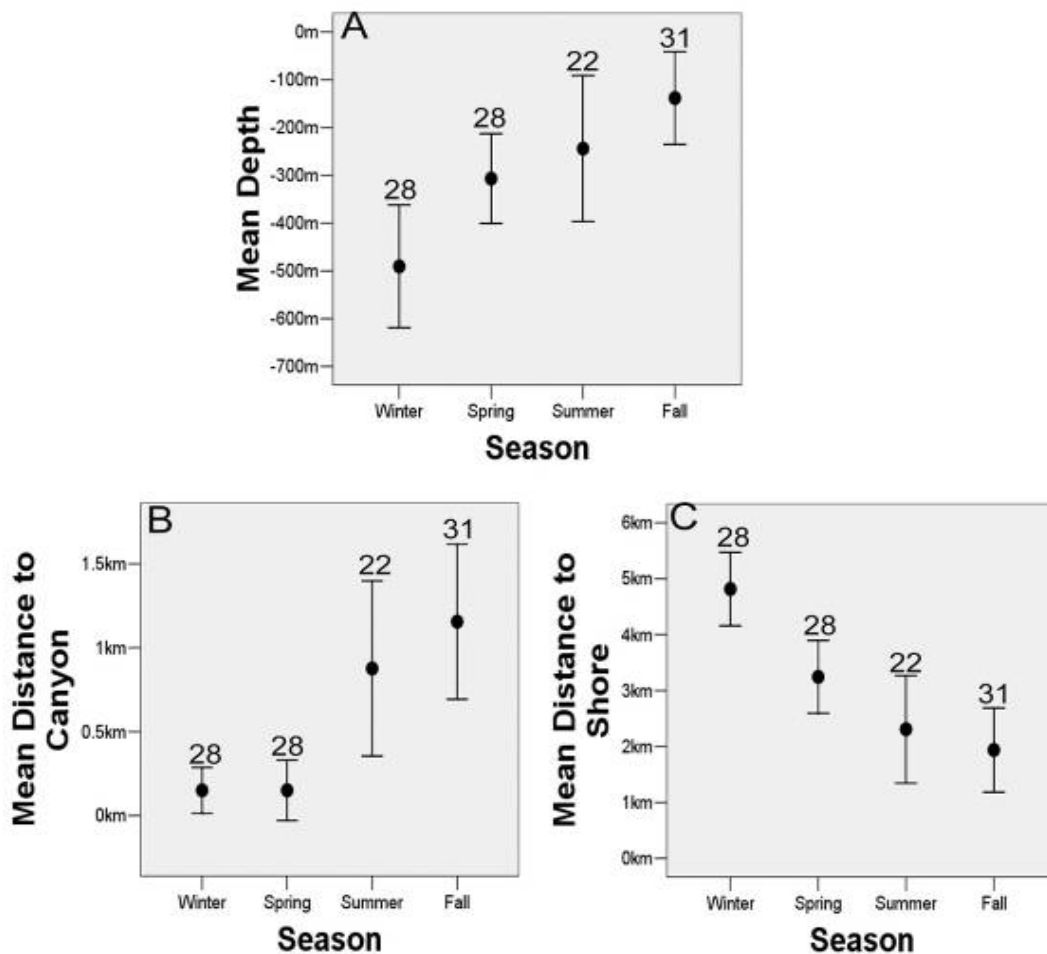 A
Mean Depth
0m
-100m
-200m
-300m
-400m
-500m
-600m
-700m
28
28
22
31
Winter Spring Summer Fall
Season
B
Mean Distance to
Canyon
1.5km
1km
0.5km
0km
28
28
22
31
Winter Spring Summer Fall
Season
C
Mean Distance to
Shore
6km
5km
4km
3km
2km
1km
0km
28
28
22
31
Winter Spring Summer Fall
Season